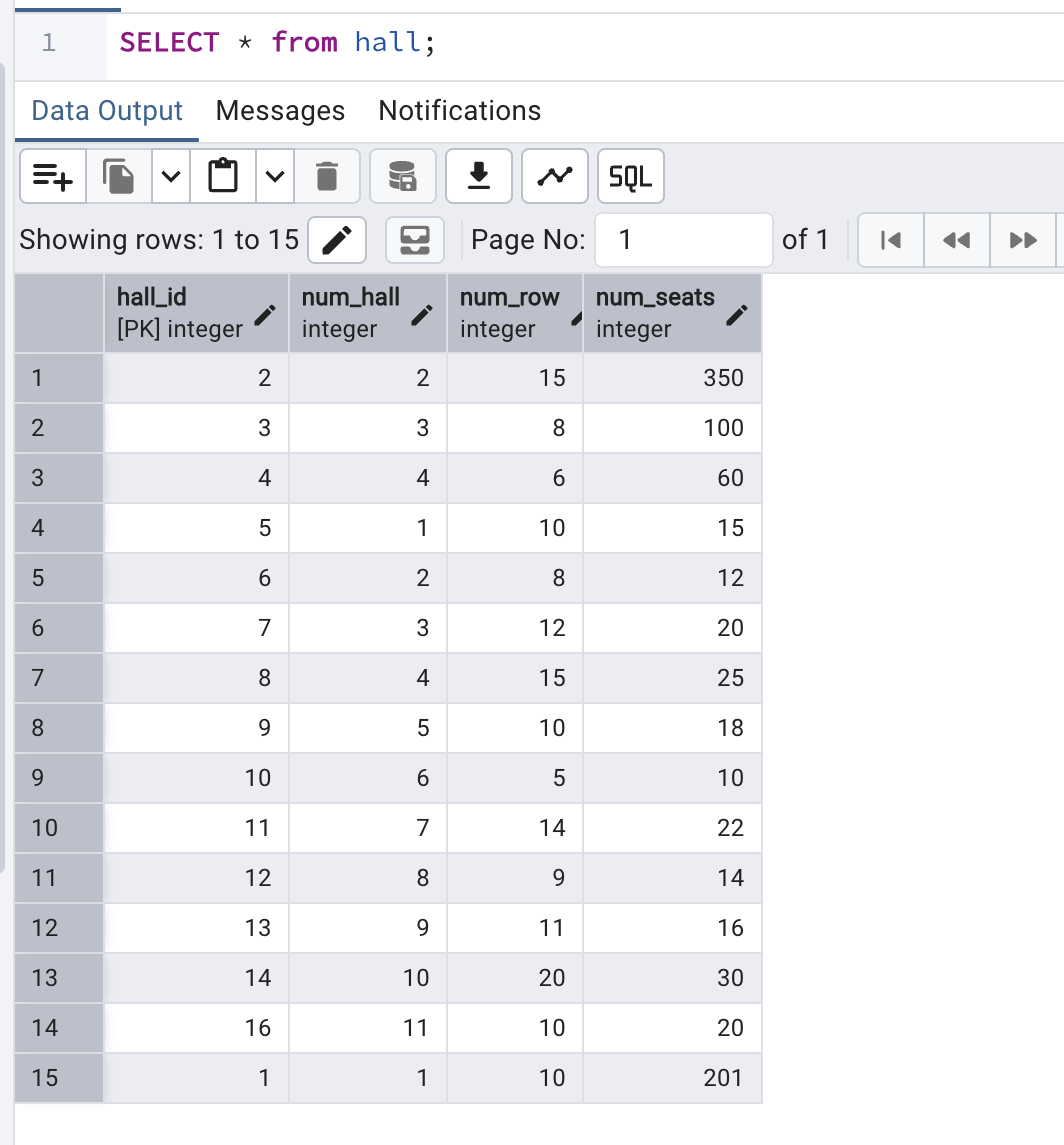 1 SELECT * from hall;
Data Output Messages Notifications
SQL
Showing rows: 1 to 15 Page No: 1 of 1
hall_id num_hall num_row num_seats
[PK] integer integer integer integer
1 2 2 15 350
2 3 3 8 100
3 4 4 6 60
4 5 1 10 15
5 6 2 8 12
6 7 3 12 20
7 8 4 15 25
8 9 5 10 18
9 10 6 5 10
10 11 7 14 22
11 12 8 9 14
12 13 9 11 16
13 14 10 20 30
14 16 11 10 20
15 1 1 10 201